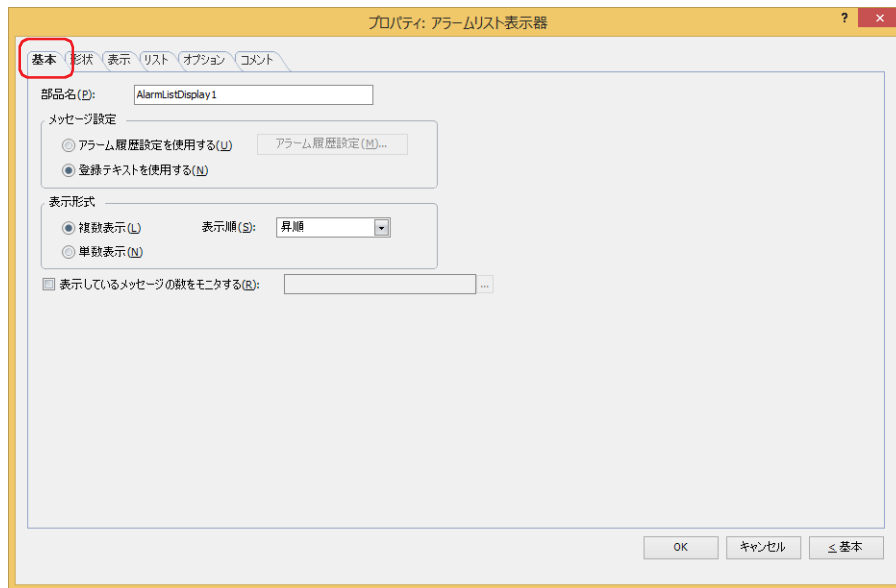 プロパティ: アラームリスト表示器
? ×
基本 形状 表示 リスト オプション コメント
部品名(P): AlarmListDisplay1
メッセージ設定
アラーム履歴設定を使用する(U) アラーム履歴設定(M)...
登録テキストを使用する(N)
表示形式
複数表示(L) 表示順(S): 昇順
単数表示(N)
表示しているメッセージの数をモニタする(R): ...
OK キャンセル < 基本